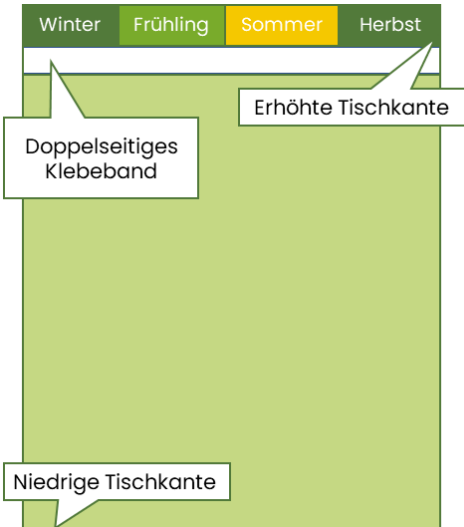 Winter Frühling Sommer Herbst
Erhöhte Tischkante
Doppelseitiges
Klebeband
Niedrige Tischkante